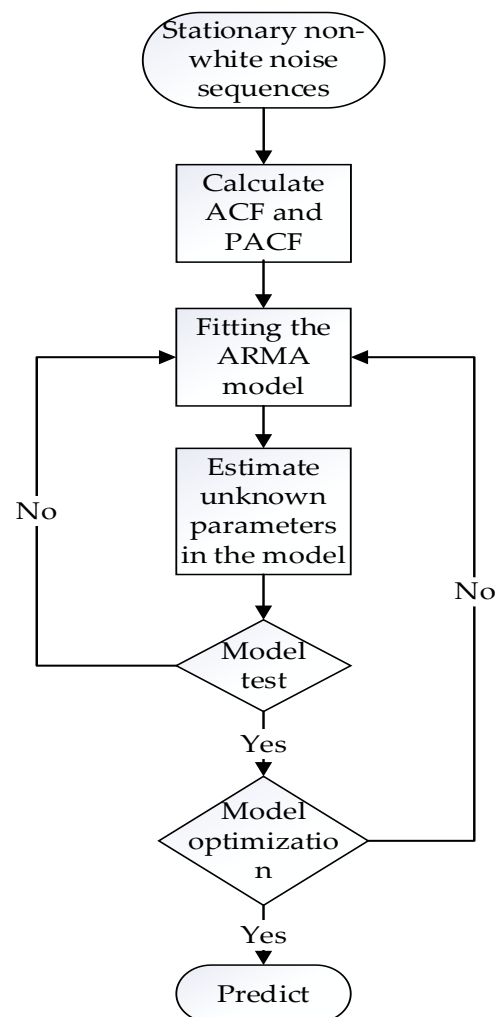 Stationary non-
white noise
sequences
Calculate
ACF and
PACF
Fitting the
ARMA
model
Estimate
unknown
parameters
in the model
No
No
Model
test
Yes
Model
optimizatio
n
Yes
Predict